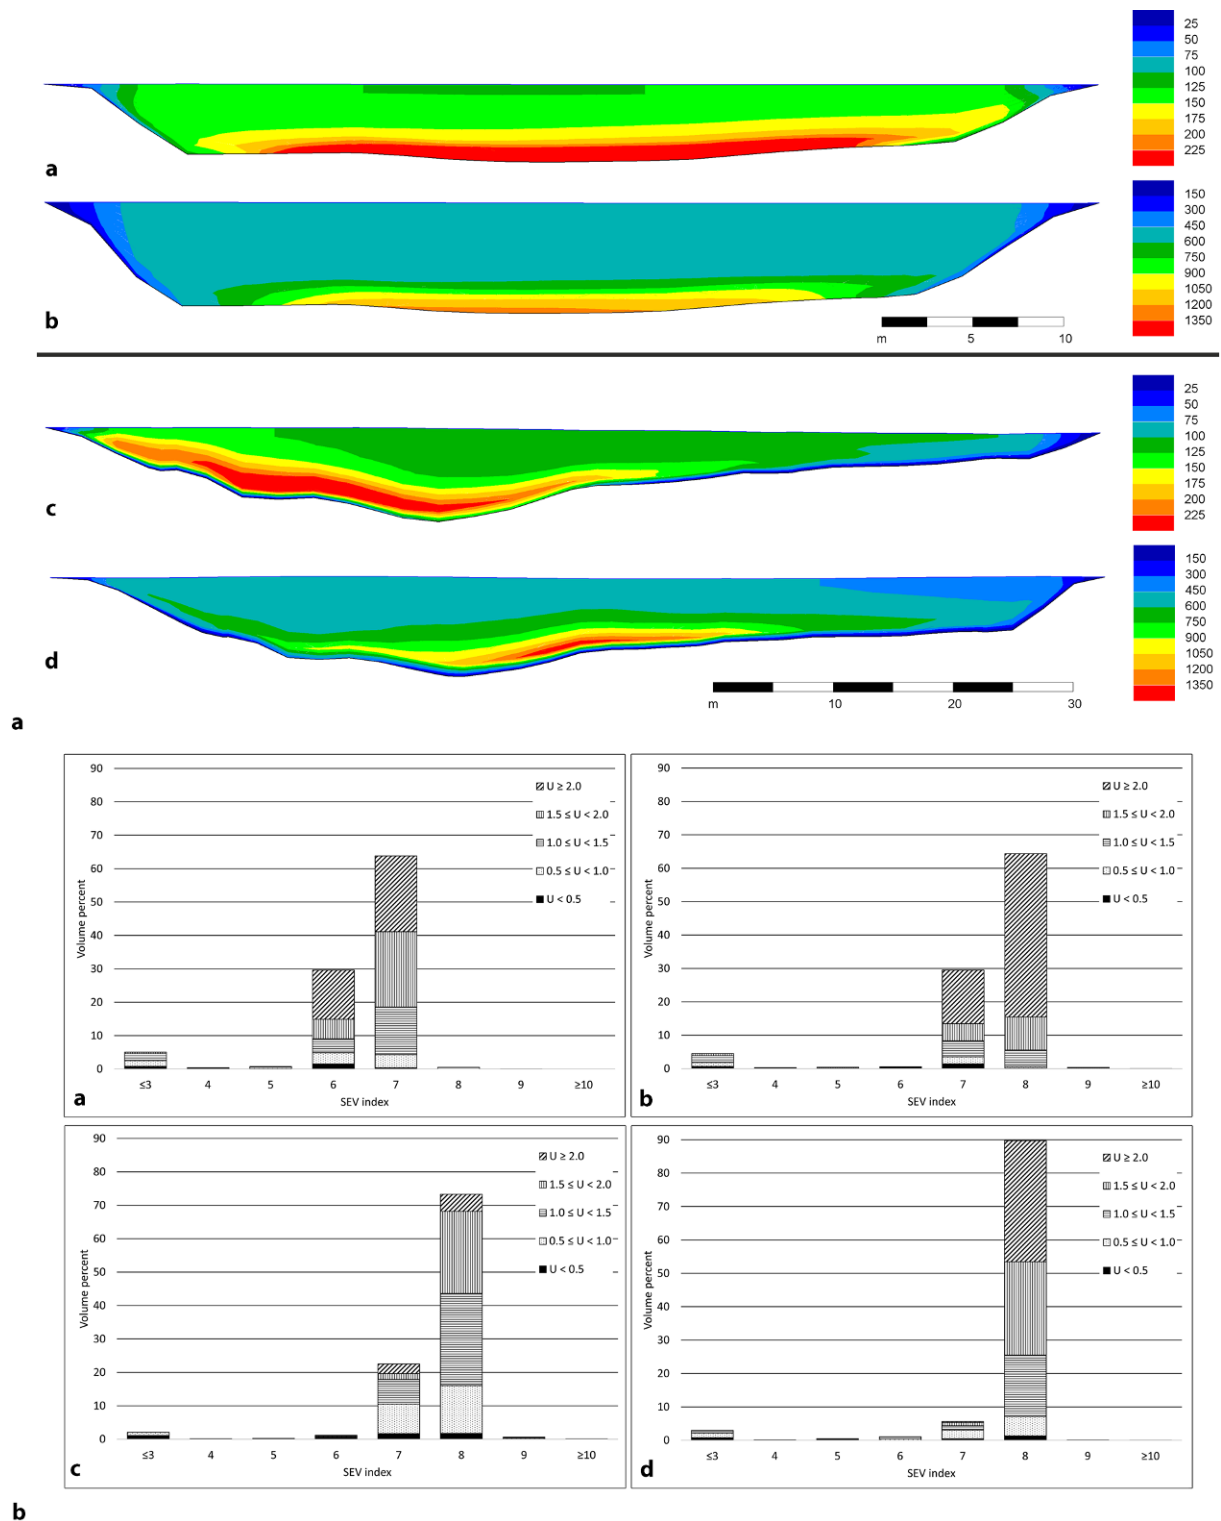 25
50
75
100
125
150
175
200
225
a
150
300
450
600
750
900
1050
1200
1350
b
m 5 10
25
50
75
100
125
150
175
200
225
c
150
300
450
600
750
900
1050
1200
1350
d
m 10 20 30
a
90
80
70
60
50
40
30
20
10
0
Volume percent
U ≥ 2.0
1.5 ≤ U < 2.0
1.0 ≤ U < 1.5
0.5 ≤ U < 1.0
U < 0.5
≤3 4 5 6 7 8 9 ≥10
SEV index
a
90
80
70
60
50
40
30
20
10
0
Volume percent
U ≥ 2.0
1.5 ≤ U < 2.0
1.0 ≤ U < 1.5
0.5 ≤ U < 1.0
U < 0.5
≤3 4 5 6 7 8 9 ≥10
SEV index
b
90
80
70
60
50
40
30
20
10
0
Volume percent
U ≥ 2.0
1.5 ≤ U < 2.0
1.0 ≤ U < 1.5
0.5 ≤ U < 1.0
U < 0.5
≤3 4 5 6 7 8 9 ≥10
SEV index
c
90
80
70
60
50
40
30
20
10
0
Volume percent
U ≥ 2.0
1.5 ≤ U < 2.0
1.0 ≤ U < 1.5
0.5 ≤ U < 1.0
U < 0.5
≤3 4 5 6 7 8 9 ≥10
SEV index
d
b